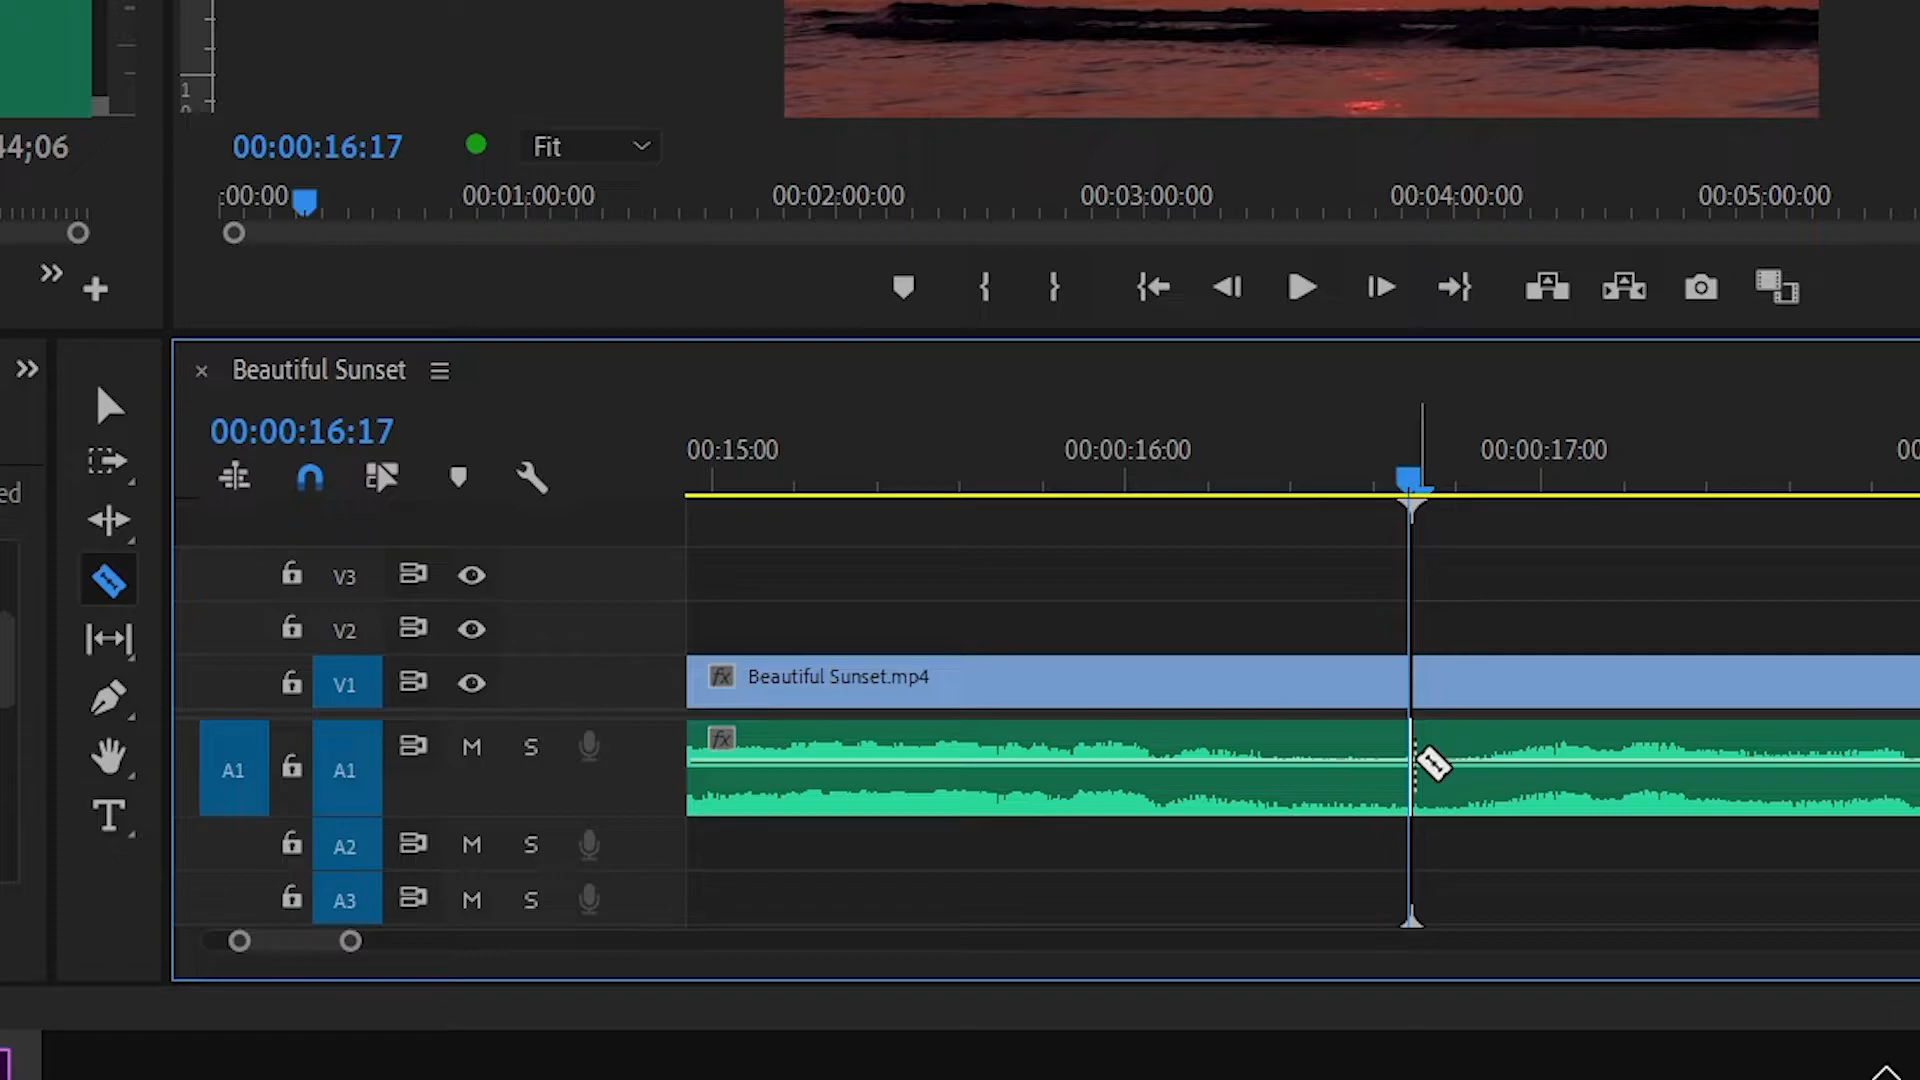 44;06
00:00:16:17
Fit
:00:00
00:01:00:00
00:02:00:00
00:03:00:00
00:04:00:00
00:05:00:00
Beautiful Sunset
00:00:16:17
00:15:00
00:00:16:00
00:00:17:00
00
ed
V3
V2
V1
fx Beautiful Sunset.mp4
A1
A1
M S
fx
A2
M S
A3
M S